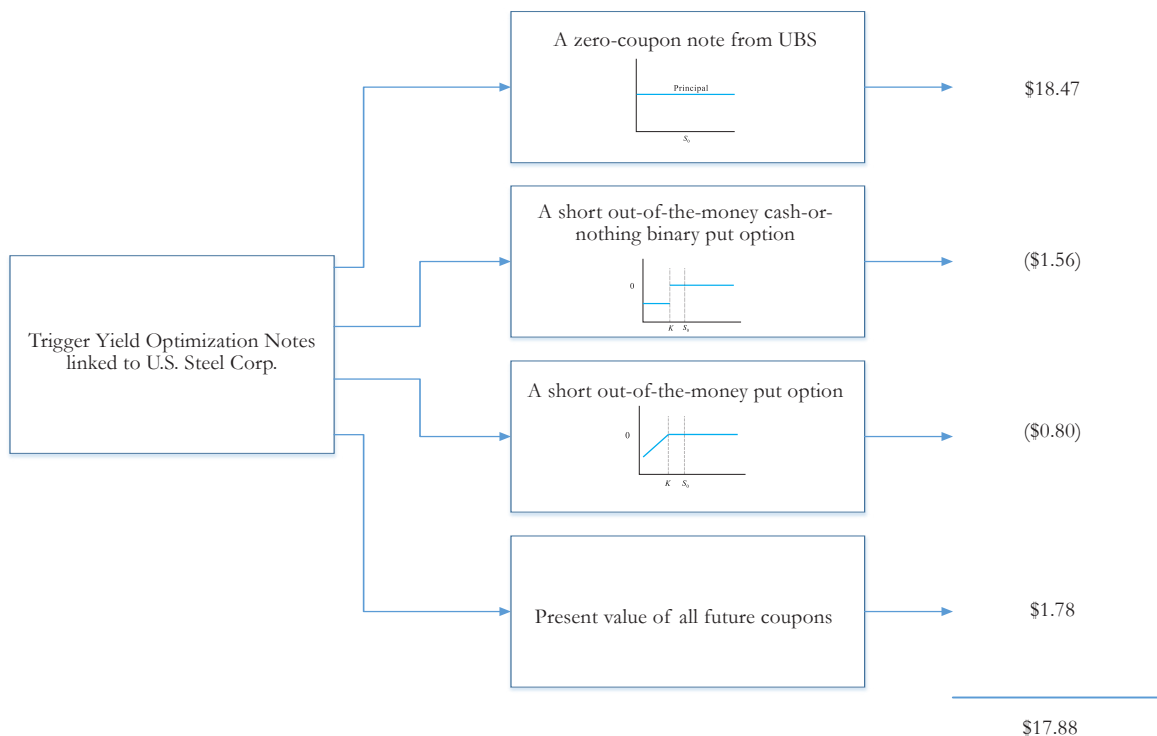 A zero-coupon note from UBS
Principal
S₀
$18.47
A short out-of-the-money cash-or-
nothing binary put option
0
K S₀
($1.56)
Trigger Yield Optimization Notes
linked to U.S. Steel Corp.
A short out-of-the-money put option
0
K S₀
($0.80)
Present value of all future coupons
$1.78
$17.88